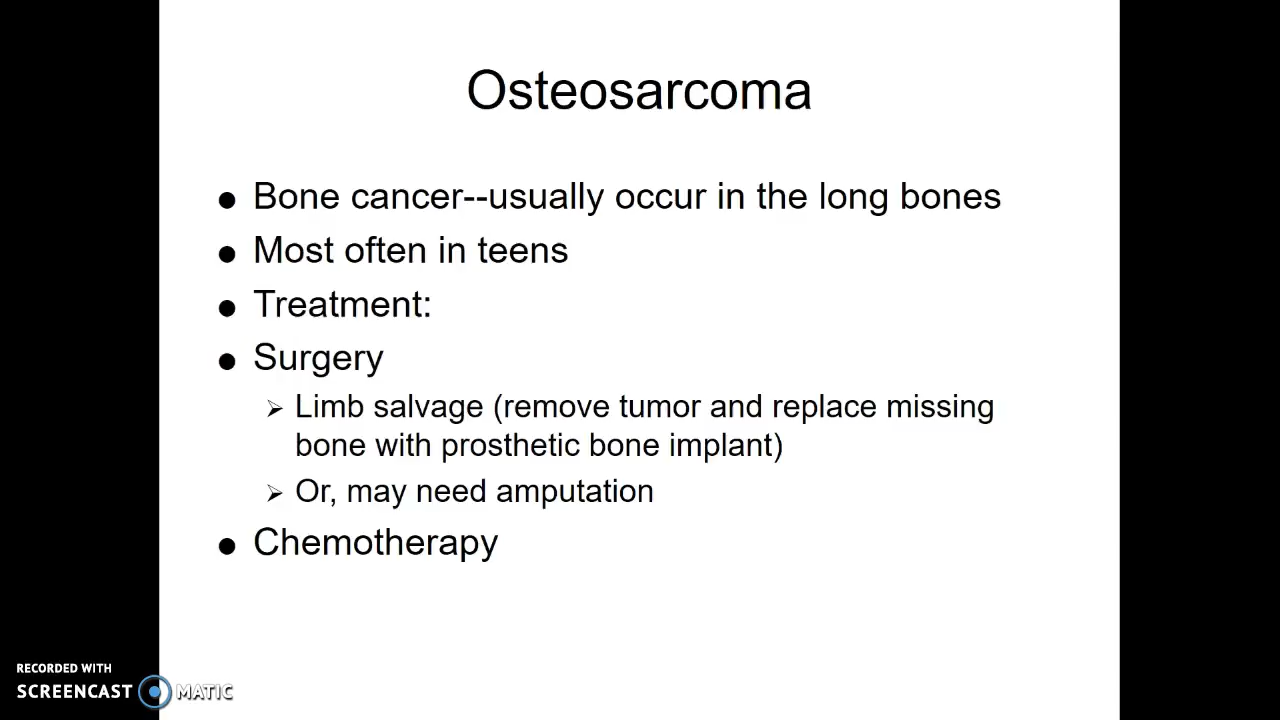 Osteosarcoma
● Bone cancer--usually occur in the long bones
● Most often in teens
● Treatment:
● Surgery
➢ Limb salvage (remove tumor and replace missing
bone with prosthetic bone implant)
➢ Or, may need amputation
● Chemotherapy
RECORDED WITH
SCREENCAST MATIC